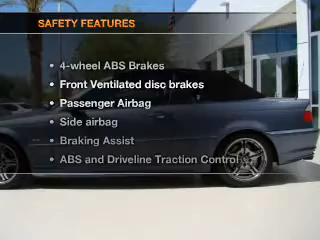 SAFETY FEATURES
• 4-wheel ABS Brakes
• Front Ventilated disc brakes
• Passenger Airbag
• Side airbag
• Braking Assist
• ABS and Driveline Traction Control